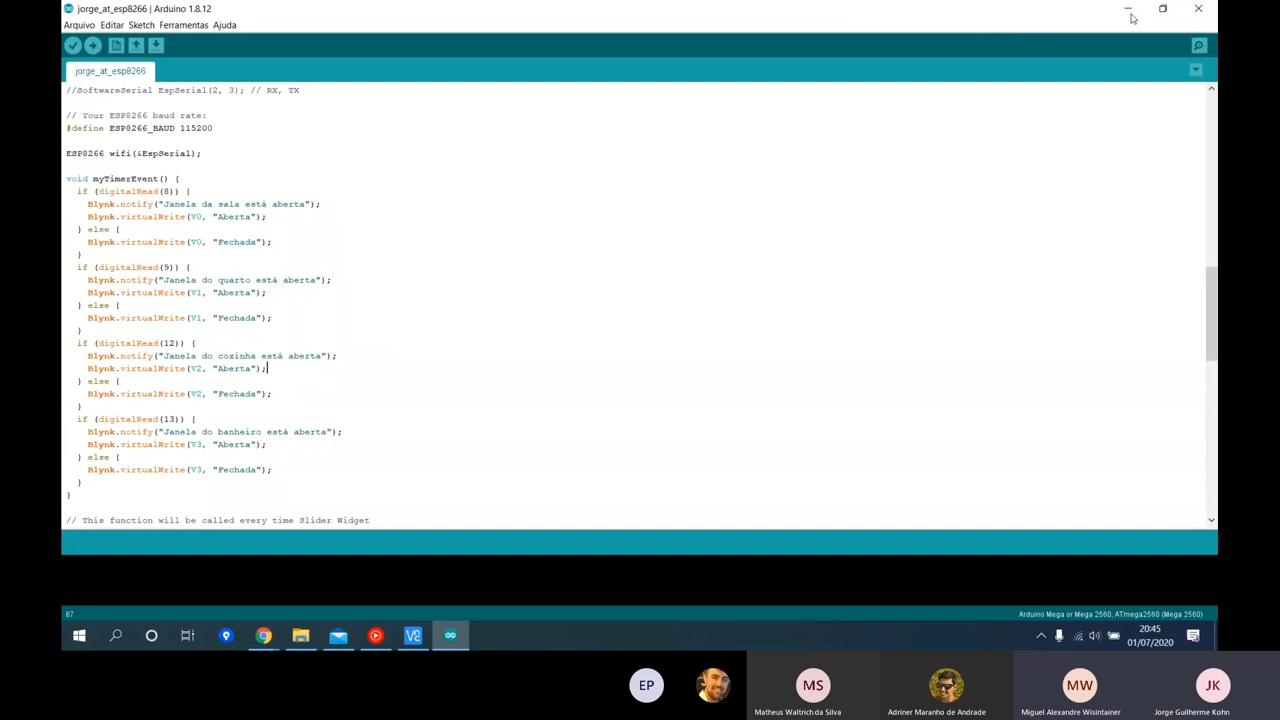 jorge_at_esp8266 | Arduino 1.8.12
Arquivo Editar Sketch Ferramentas Ajuda
jorge_at_esp8266
//SoftwareSerial EspSerial(2, 3); // RX, TX
// Your ESP8266 baud rate:
#define ESP8266_BAUD 115200
ESP8266 wifi(&EspSerial);
void myTimerEvent() {
if (digitalRead(8)) {
Blynk.notify("Janela da sala está aberta");
Blynk.virtualWrite(V0, "Aberta");
} else {
Blynk.virtualWrite(V0, "Fechada");
}
if (digitalRead(9)) {
Blynk.notify("Janela do quarto está aberta");
Blynk.virtualWrite(V1, "Aberta");
} else {
Blynk.virtualWrite(V1, "Fechada");
}
if (digitalRead(12)) {
Blynk.notify("Janela do cozinha está aberta");
Blynk.virtualWrite(V2, "Aberta");
} else {
Blynk.virtualWrite(V2, "Fechada");
}
if (digitalRead(13)) {
Blynk.notify("Janela do banheiro está aberta");
Blynk.virtualWrite(V3, "Aberta");
} else {
Blynk.virtualWrite(V3, "Fechada");
}
}
// This function will be called every time Slider Widget
87
Arduino Mega or Mega 2560, ATmega2560 (Mega 2560)
20:45
01/07/2020
EP
MS
MW
JK
Matheus Waltrich da Silva
Adriner Maranho de Andrade
Miguel Alexandre Wisintainer
Jorge Guilherme Kohn